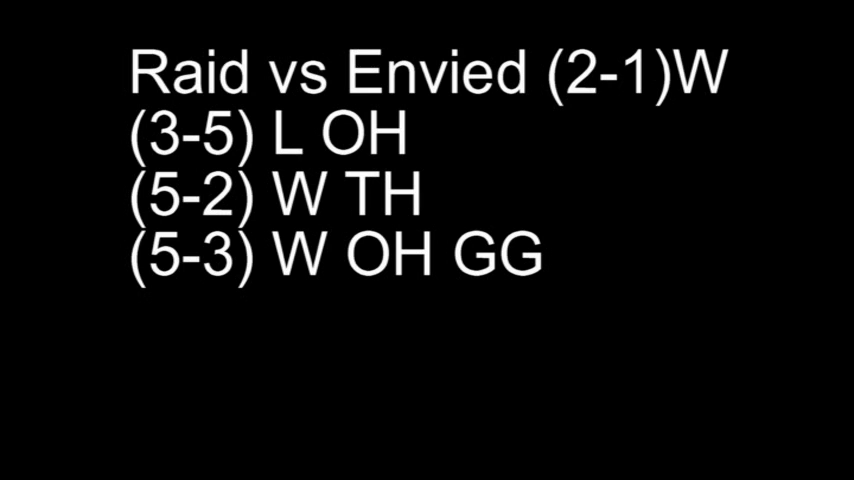 Raid vs Envied (2-1)W
(3-5) L OH
(5-2) W TH
(5-3) W OH GG